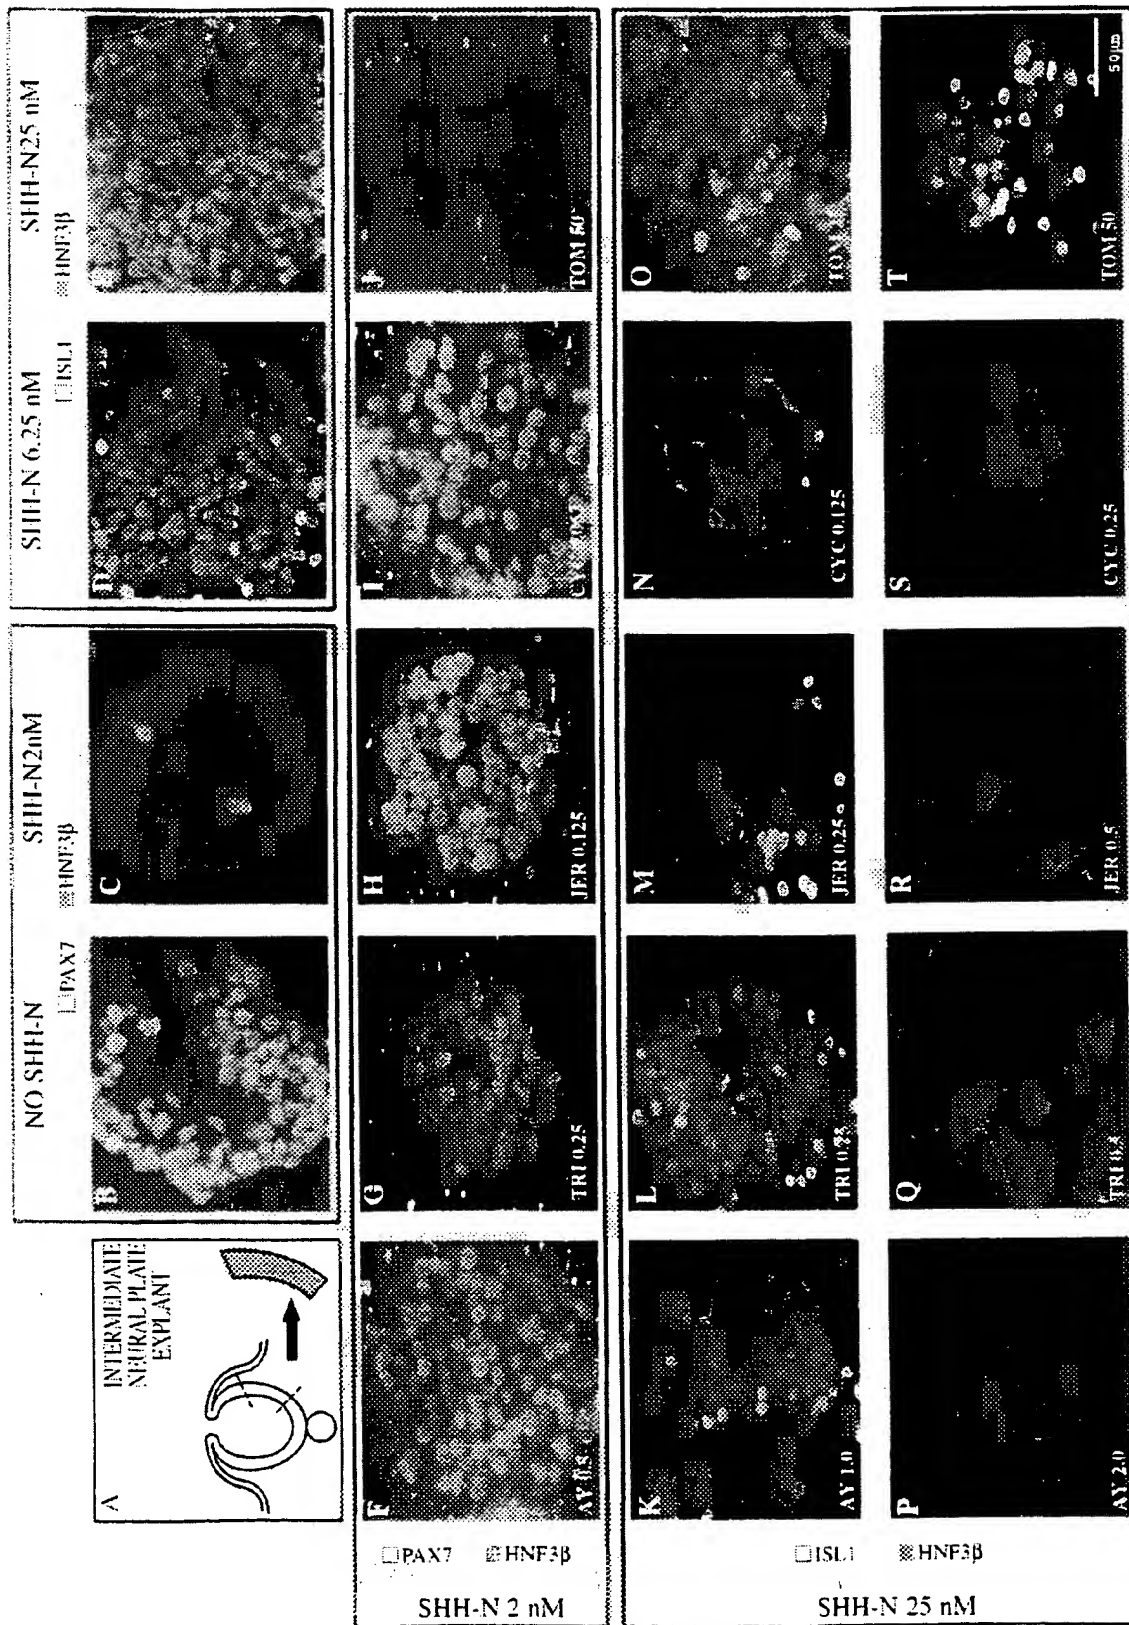 A
INTERMEDIATE
NEURAL PLATE
EXPLANT
NO SHH-N
SHH-N2nM
PAX7
HNF3β
B
C
SHH-N 6.25 nM
SHH-N25 nM
ISL1
HNF3β
D
SHH-N 2 nM
PAX7
HNF3β
F
AY 0.5
G
TRI 0.25
H
JER 0.125
I
J
TOM 50
SHH-N 25 nM
ISL1
HNF3β
K
AY 1.0
L
M
JER 0.25
N
CYC 0.125
O
TOM
P
AY 2.0
Q
TRI
R
JER 0.5
S
CYC 0.25
T
TOM 50
50 μm